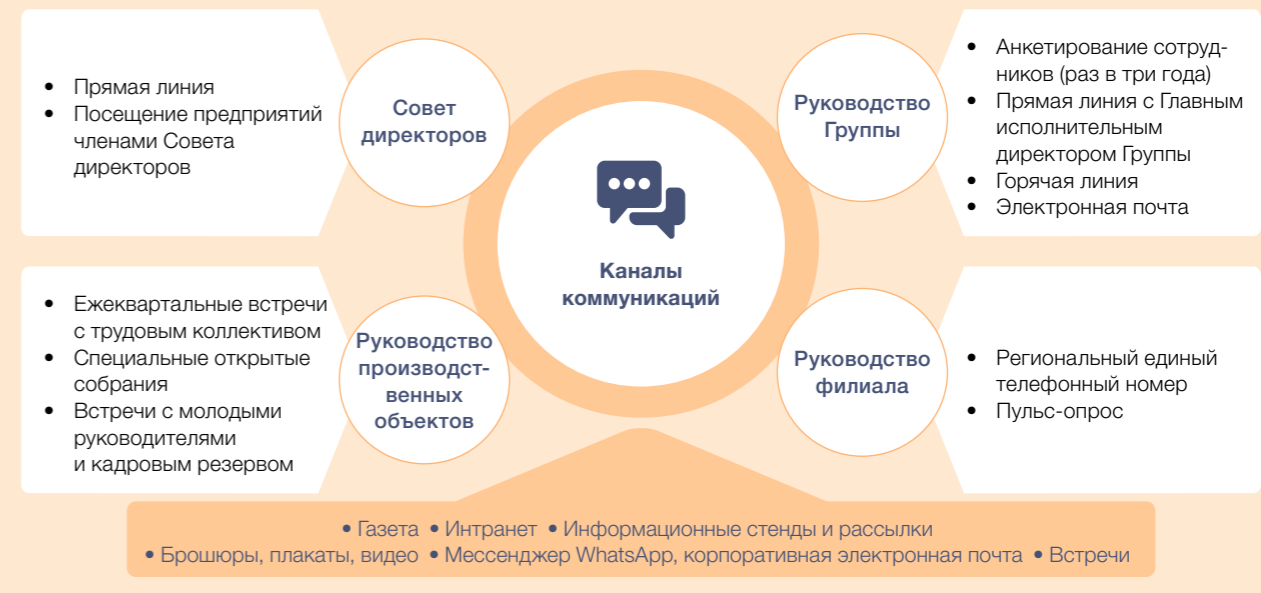 • Прямая линия
• Посещение предприятий
членами Совета
директоров
Совет
директоров
Руководство
Группы
• Анкетирование сотруд-
ников (раз в три года)
• Прямая линия с Главным
исполнительным
директором Группы
• Горячая линия
• Электронная почта
Каналы
коммуникаций
• Ежеквартальные встречи
с трудовым коллективом
• Специальные открытые
собрания
• Встречи с молодыми
руководителями
и кадровым резервом
Руководство
производст-
венных
объектов
Руководство
филиала
• Региональный единый
телефонный номер
• Пульс-опрос
• Газета • Интранет • Информационные стенды и рассылки
• Брошюры, плакаты, видео • Мессенджер WhatsApp, корпоративная электронная почта • Встречи